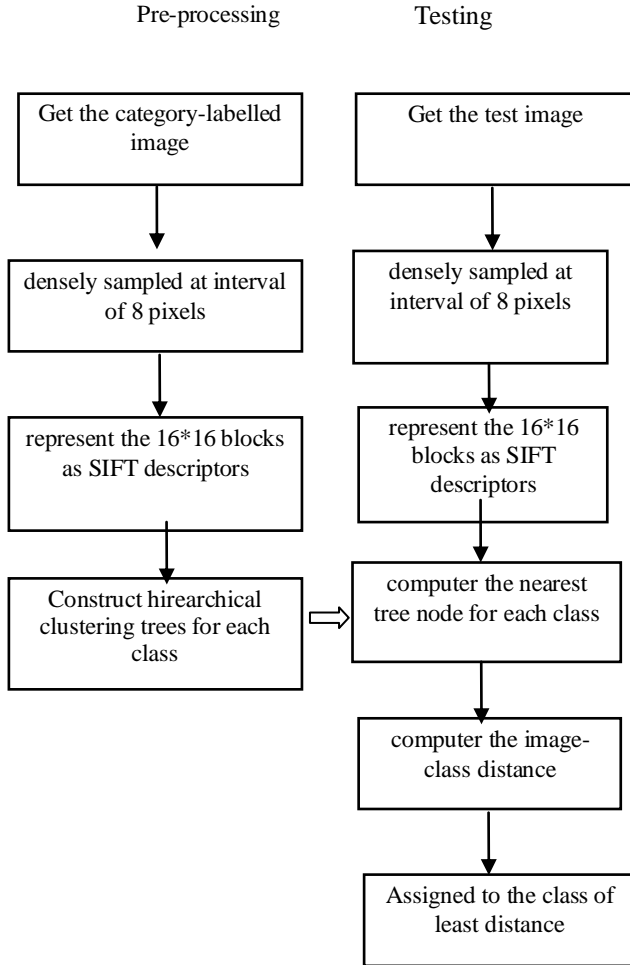 Pre-processing
Testing
Get the category-labelled
image
densely sampled at interval
of 8 pixels
represent the 16*16 blocks
as SIFT descriptors
Construct hirearchical
clustering trees for each
class
Get the test image
densely sampled at
interval of 8 pixels
represent the 16*16
blocks as SIFT
descriptors
computer the nearest
tree node for each class
computer the image-
class distance
Assigned to the class of
least distance